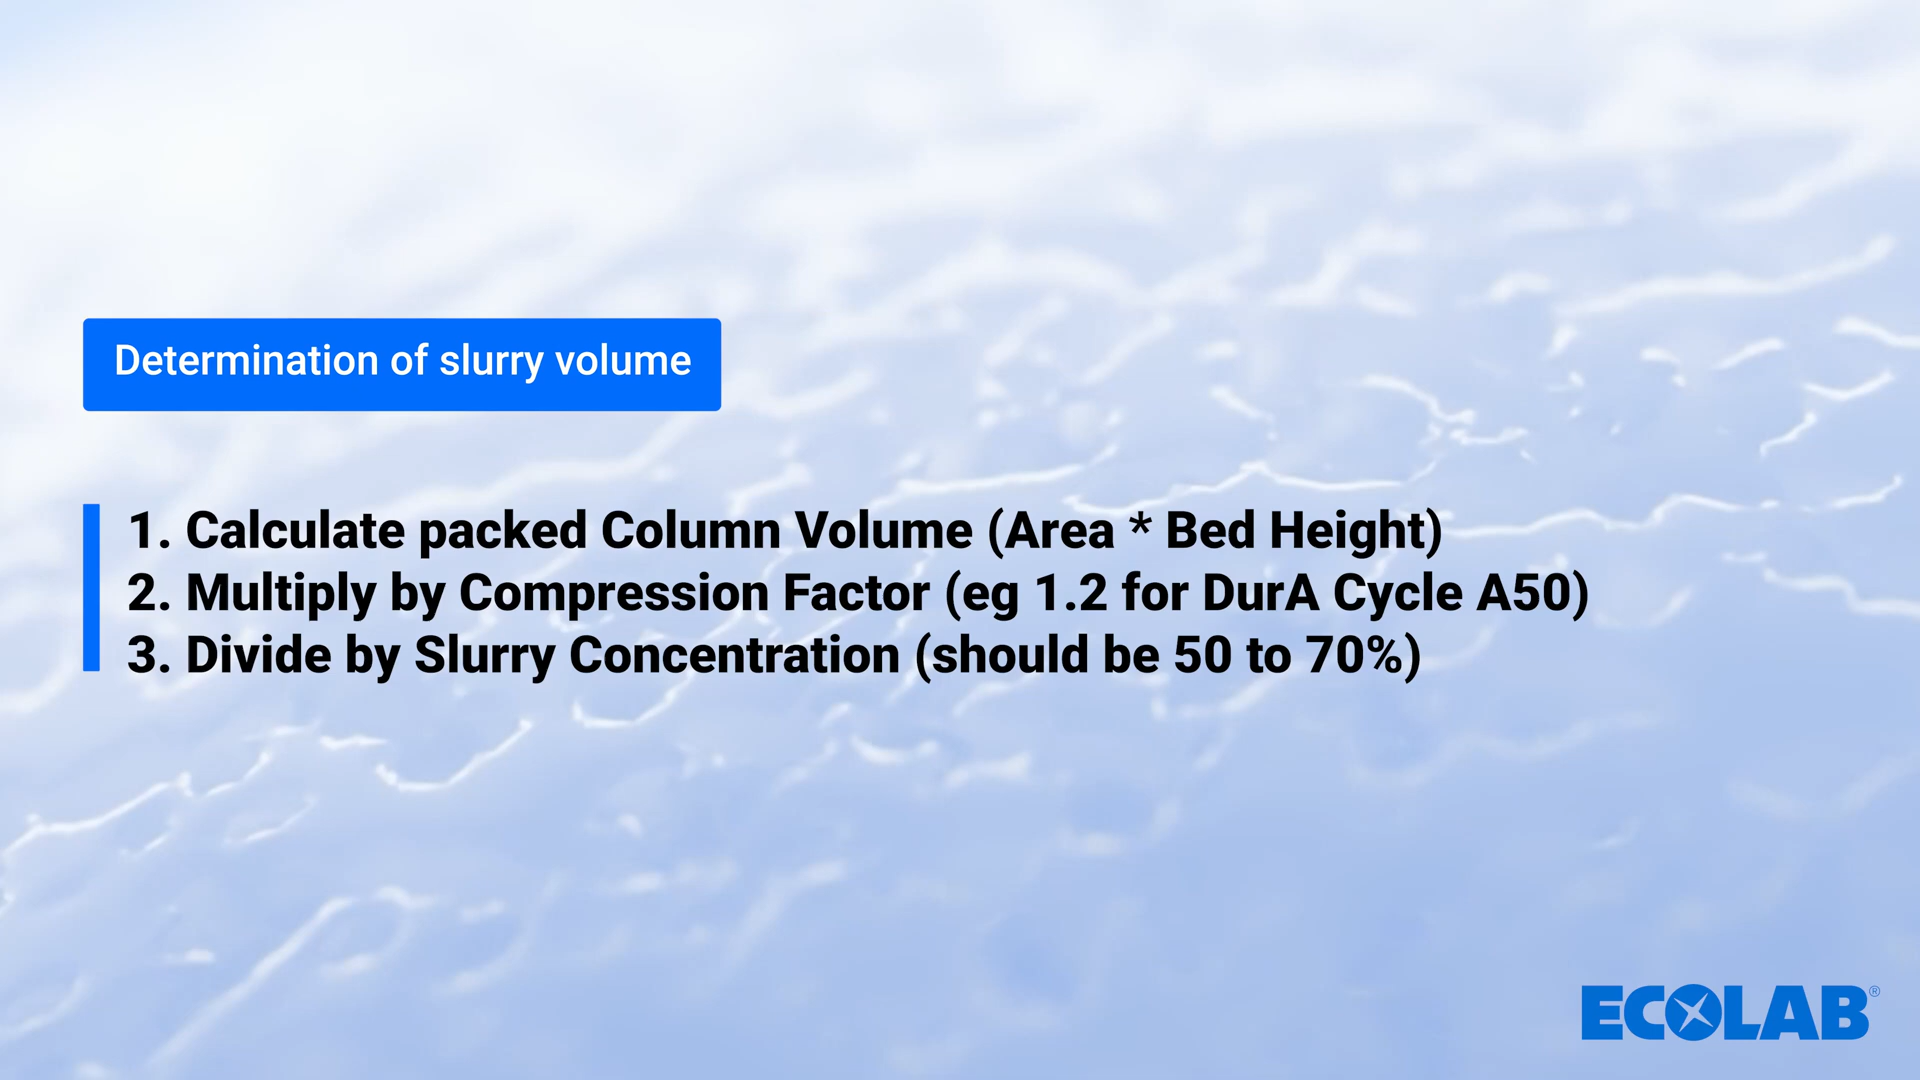 Determination of slurry volume
1. Calculate packed Column Volume (Area * Bed Height)
2. Multiply by Compression Factor (eg 1.2 for DurA Cycle A50)
3. Divide by Slurry Concentration (should be 50 to 70%)
ECOLAB®